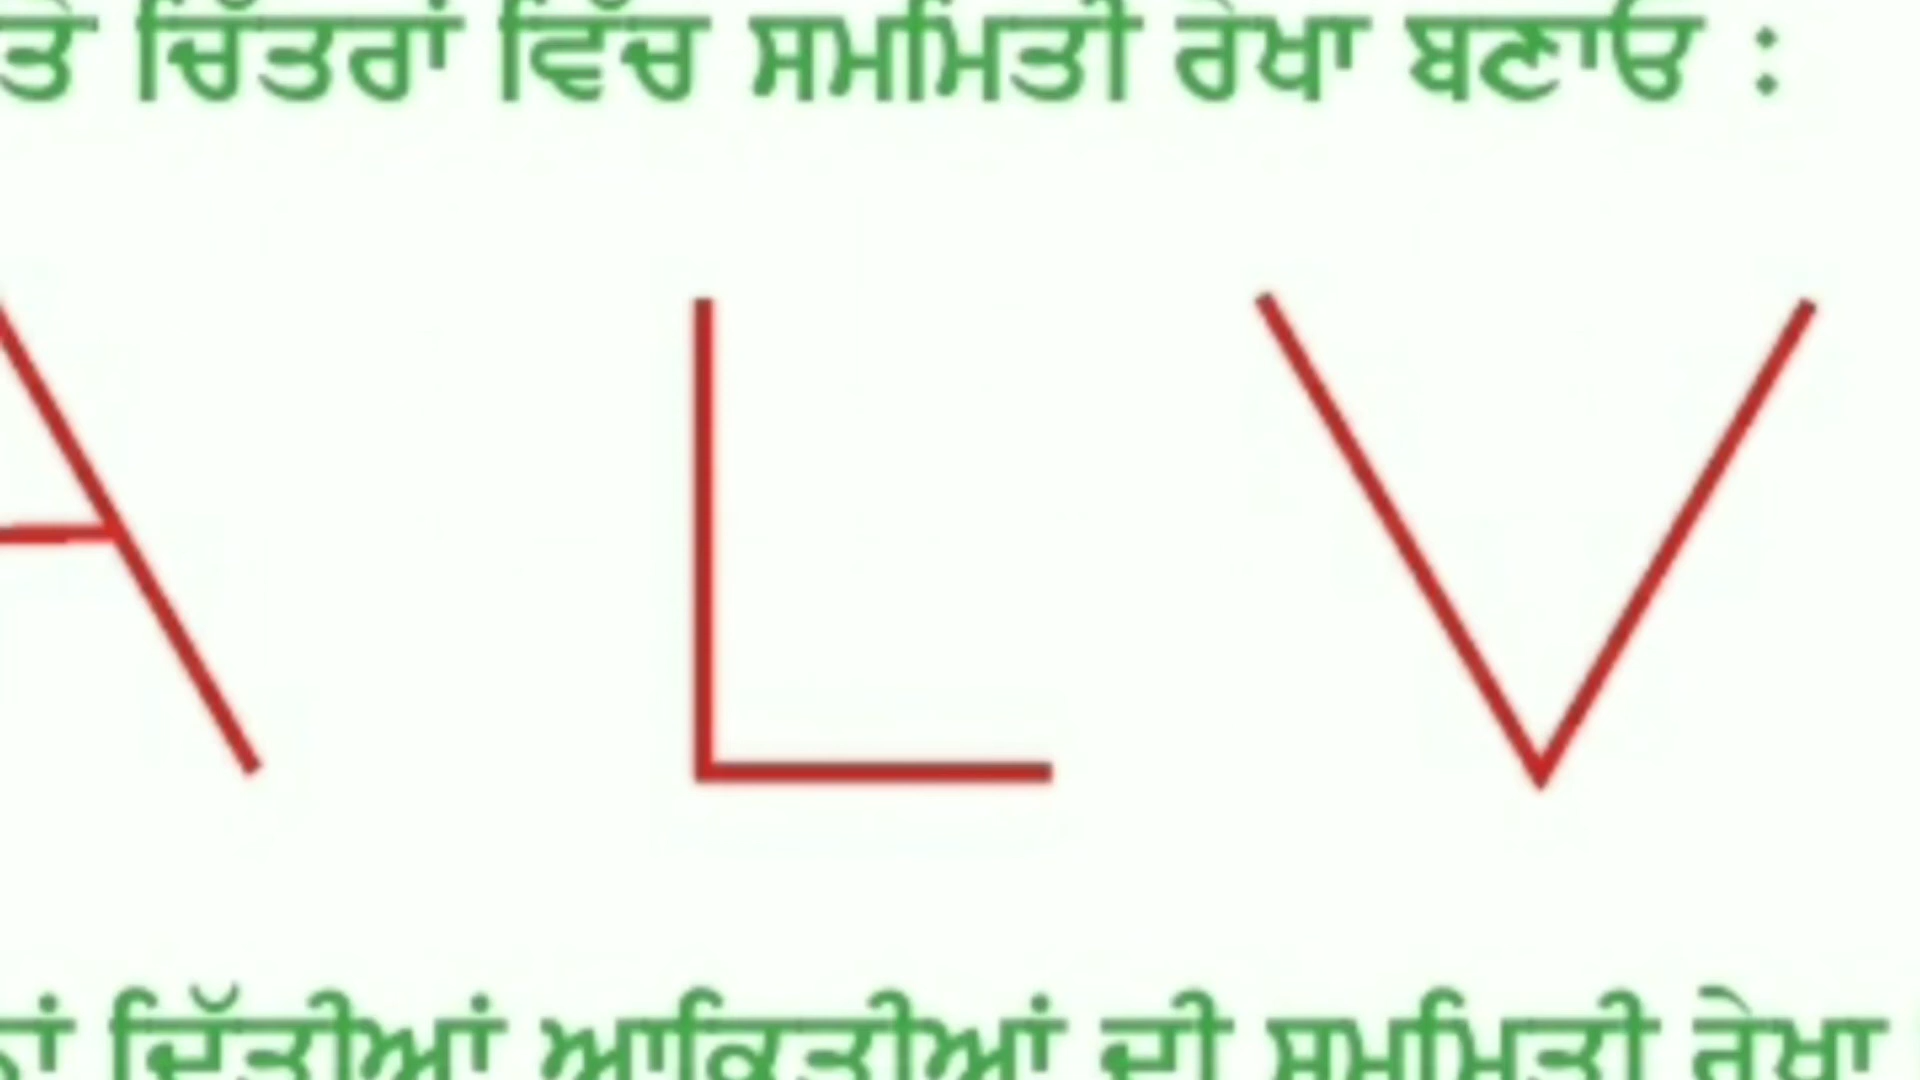 ਚਿੱਤਰਾਂ ਵਿੱਚ ਸਮਮਿਤੀ ਰੇਖਾ ਬਣਾਓ :
A L V
ਦਿੱਤੀਆਂ ਆਕ੍ਰਿਤੀਆਂ ਦੀ ਸਮਮਿਤੀ ਰੇਖਾ